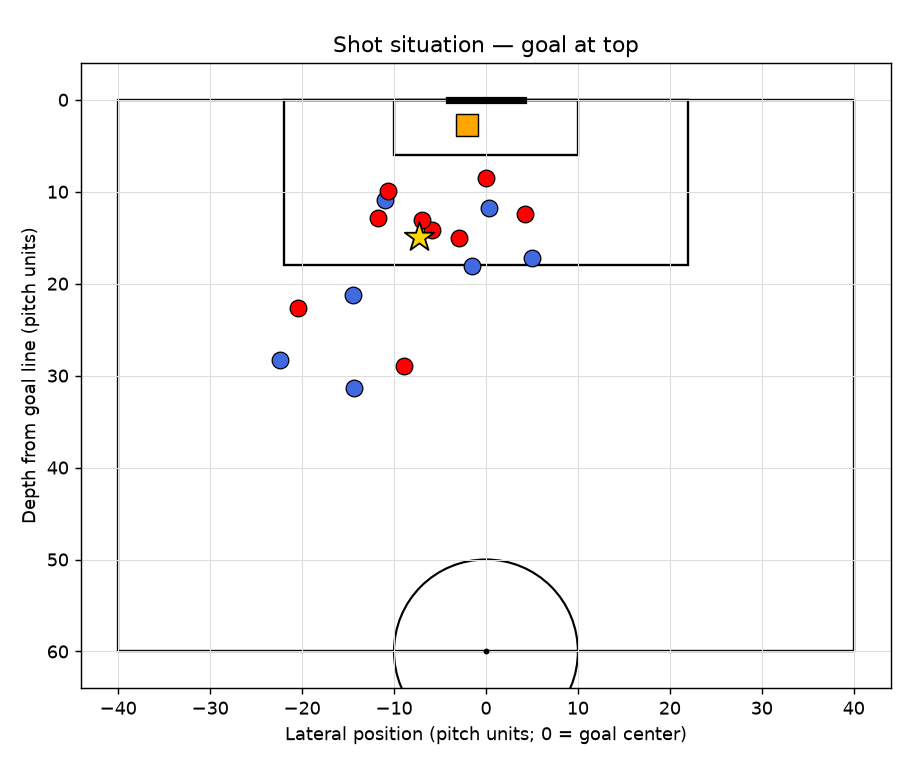 Shot situation — goal at top
0
10
20
30
40
50
60
Depth from goal line (pitch units)
−40 −30 −20 −10 0 10 20 30 40
Lateral position (pitch units; 0 = goal center)